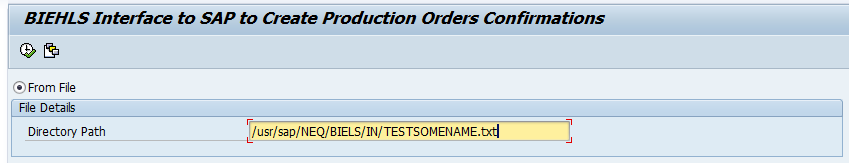 BIEHLS Interface to SAP to Create Production Orders Confirmations
From File
File Details
Directory Path /usr/sap/NEQ/BIELS/IN/TESTSOMENAME.txt